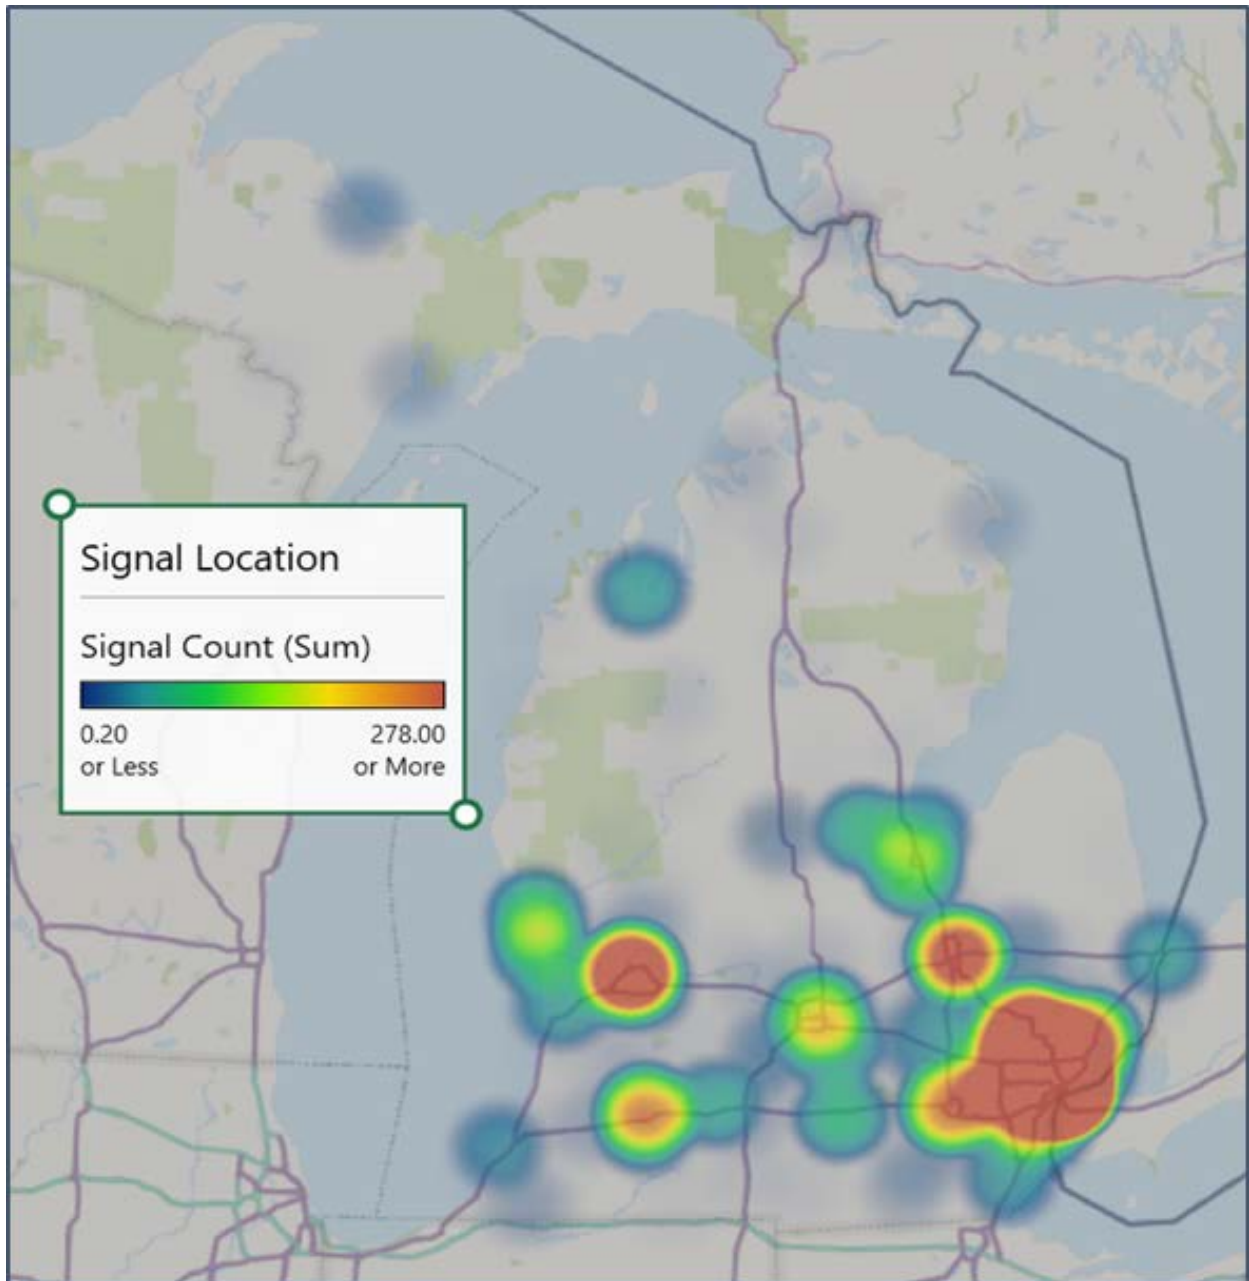 Signal Location
Signal Count (Sum)
0.20
or Less
278.00
or More